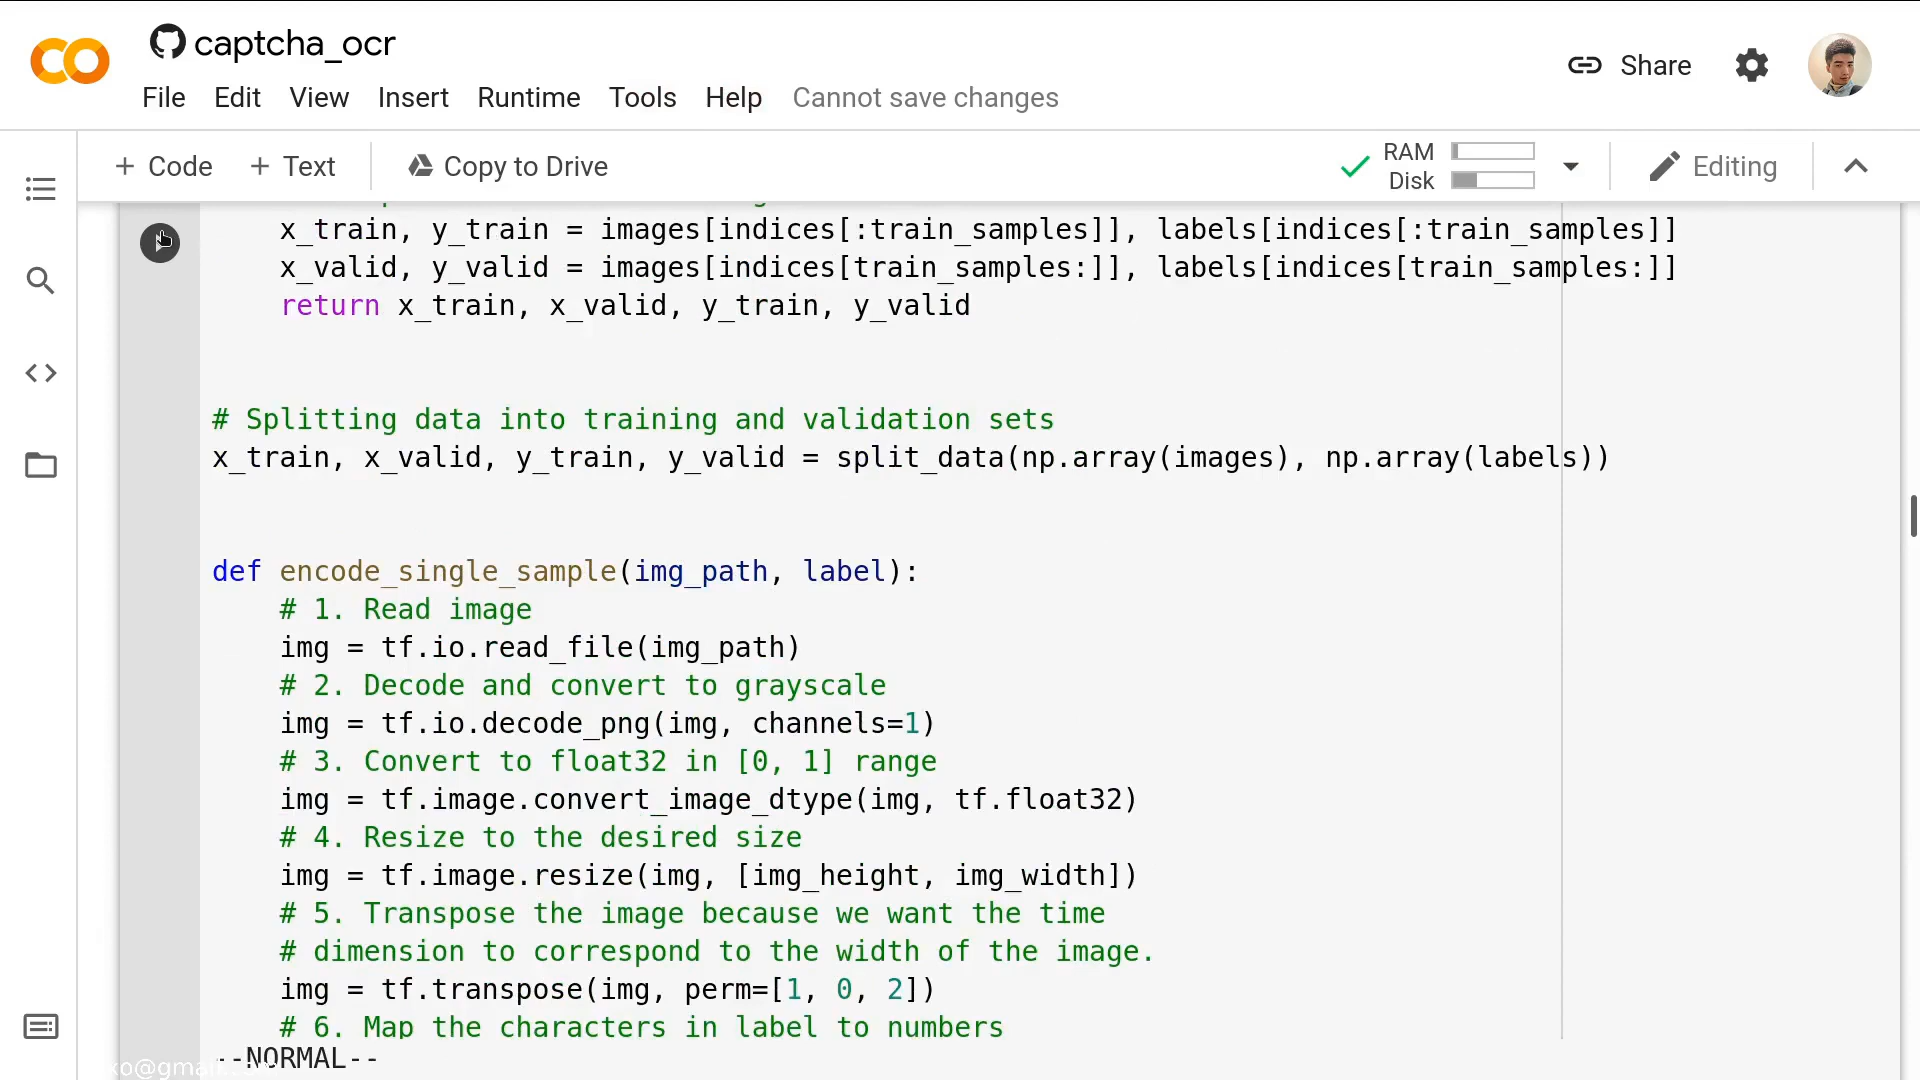 captcha_ocr
File Edit View Insert Runtime Tools Help Cannot save changes
Share
+ Code + Text Copy to Drive
RAM
Disk
Editing
x_train, y_train = images[indices[:train_samples]], labels[indices[:train_samples]]
x_valid, y_valid = images[indices[train_samples:]], labels[indices[train_samples:]]
return x_train, x_valid, y_train, y_valid
# Splitting data into training and validation sets
x_train, x_valid, y_train, y_valid = split_data(np.array(images), np.array(labels))
def encode_single_sample(img_path, label):
# 1. Read image
img = tf.io.read_file(img_path)
# 2. Decode and convert to grayscale
img = tf.io.decode_png(img, channels=1)
# 3. Convert to float32 in [0, 1] range
img = tf.image.convert_image_dtype(img, tf.float32)
# 4. Resize to the desired size
img = tf.image.resize(img, [img_height, img_width])
# 5. Transpose the image because we want the time
# dimension to correspond to the width of the image.
img = tf.transpose(img, perm=[1, 0, 2])
# 6. Map the characters in label to numbers
--NORMAL--